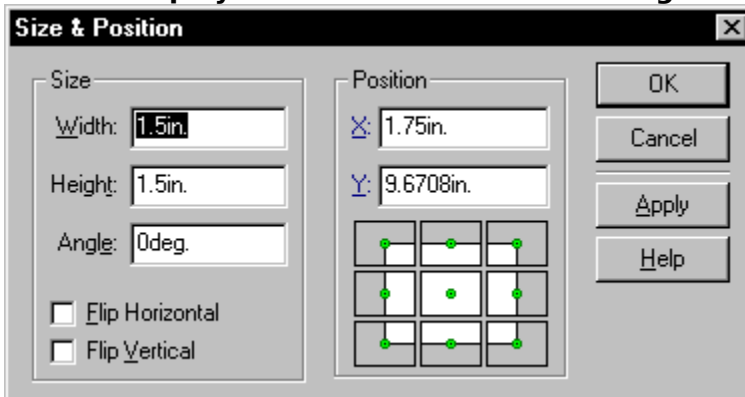 Size & Position
Size
Width: 1.5in.
Height: 1.5in.
Angle: 0deg.
Flip Horizontal
Flip Vertical
Position
X: 1.75in.
Y: 9.6708in.
OK
Cancel
Apply
Help